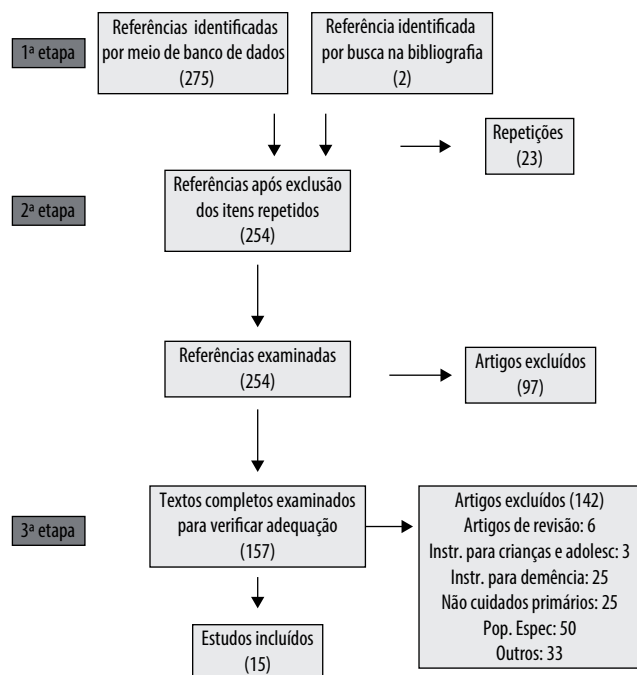 1ª etapa
Referências identificadas
por meio de banco de dados
(275)
Referência identificada
por busca na bibliografia
(2)
Repetições
(23)
2ª etapa
Referências após exclusão
dos itens repetidos
(254)
Referências examinadas
(254)
Artigos excluídos
(97)
3ª etapa
Textos completos examinados
para verificar adequação
(157)
Artigos excluídos (142)
Artigos de revisão: 6
Instr. para crianças e adolesc: 3
Instr. para demência: 25
Não cuidados primários: 25
Pop. Espec: 50
Outros: 33
Estudos incluídos
(15)